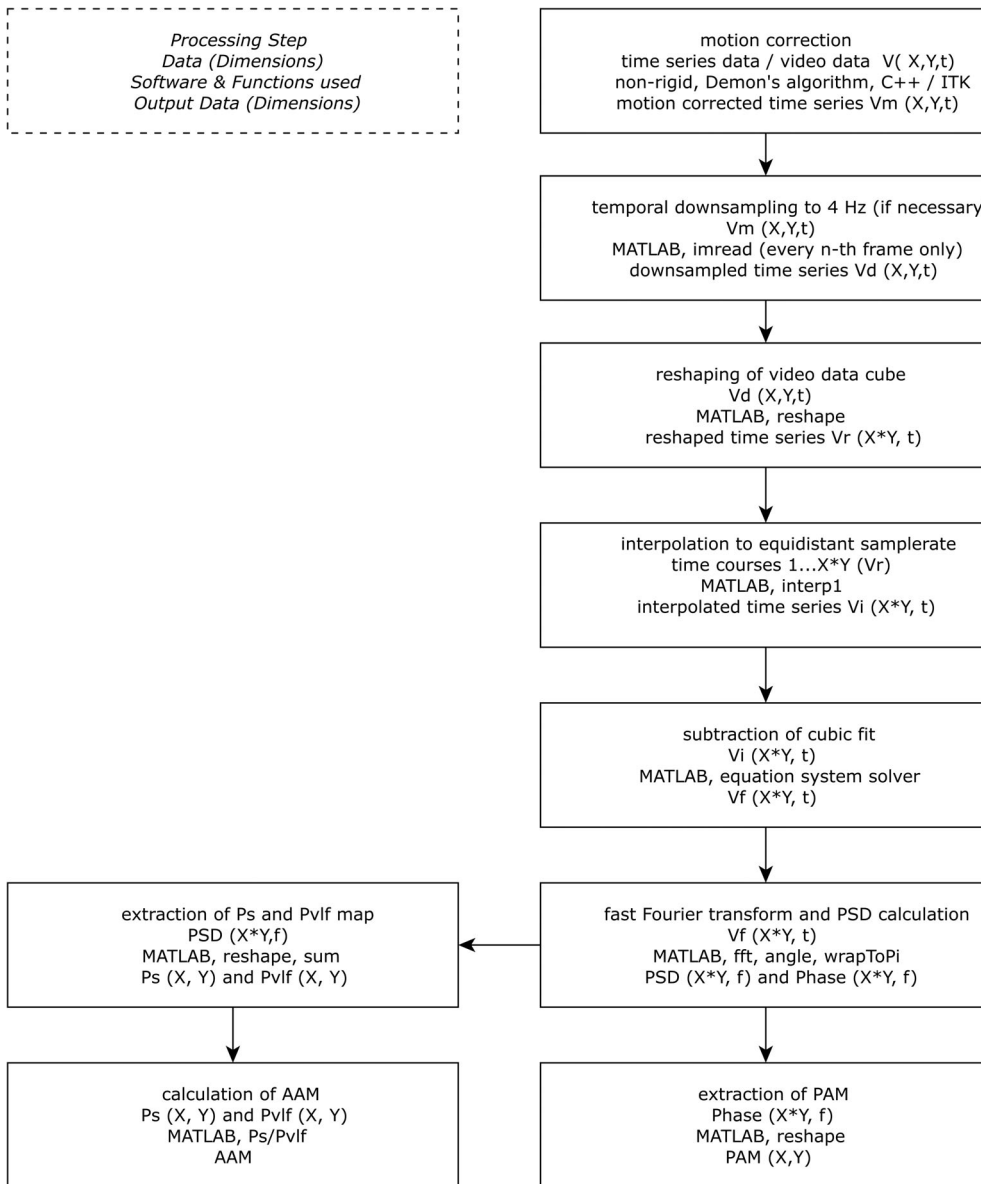 Processing Step
Data (Dimensions)
Software & Functions used
Output Data (Dimensions)
motion correction
time series data / video data  V( X,Y,t)
non-rigid, Demon's algorithm, C++ / ITK
motion corrected time series Vm (X,Y,t)
temporal downsampling to 4 Hz (if necessary
Vm (X,Y,t)
MATLAB, imread (every n-th frame only)
downsampled time series Vd (X,Y,t)
reshaping of video data cube
Vd (X,Y,t)
MATLAB, reshape
reshaped time series Vr (X*Y, t)
interpolation to equidistant samplerate
time courses 1...X*Y (Vr)
MATLAB, interp1
interpolated time series Vi (X*Y, t)
subtraction of cubic fit
Vi (X*Y, t)
MATLAB, equation system solver
Vf (X*Y, t)
fast Fourier transform and PSD calculation
Vf (X*Y, t)
MATLAB, fft, angle, wrapToPi
PSD (X*Y, f) and Phase (X*Y, f)
extraction of Ps and Pvlf map
PSD (X*Y,f)
MATLAB, reshape, sum
Ps (X, Y) and Pvlf (X, Y)
calculation of AAM
Ps (X, Y) and Pvlf (X, Y)
MATLAB, Ps/Pvlf
AAM
extraction of PAM
Phase (X*Y, f)
MATLAB, reshape
PAM (X,Y)